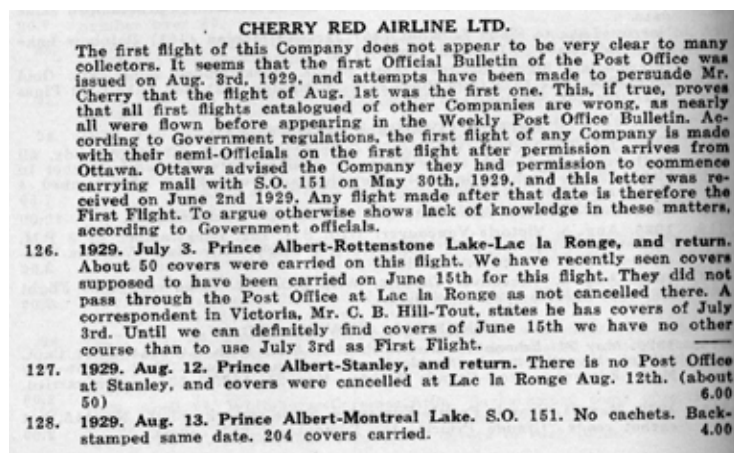 CHERRY RED AIRLINE LTD.
The first flight of this Company does not appear to be very clear to many
collectors. It seems that the first Official Bulletin of the Post Office was
issued on Aug. 3rd, 1929, and attempts have been made to persuade Mr.
Cherry that the flight of Aug. 1st was the first one. This, if true, proves
that all first flights catalogued of other Companies are wrong, as nearly
all were flown before appearing in the Weekly Post Office Bulletin. Ac-
cording to Government regulations, the first flight of any Company is made
with their semi-Officials on the first flight after permission arrives from
Ottawa. Ottawa advised the Company they had permission to commence
carrying mail with S.O. 151 on May 30th, 1929, and this letter was re-
ceived on June 2nd 1929. Any flight made after that date is therefore the
First Flight. To argue otherwise shows lack of knowledge in these matters,
according to Government officials.
126. 1929. July 3. Prince Albert-Rottenstone Lake-Lac la Ronge, and return.
About 50 covers were carried on this flight. We have recently seen covers
supposed to have been carried on June 15th for this flight. They did not
pass through the Post Office at Lac la Ronge as not cancelled there. A
correspondent in Victoria, Mr. C. B. Hill-Tout, states he has covers of July
3rd. Until we can definitely find covers of June 15th we have no other
course than to use July 3rd as First Flight. —
127. 1929. Aug. 12. Prince Albert-Stanley, and return. There is no Post Office
at Stanley, and covers were cancelled at Lac la Ronge Aug. 12th. (about
50) 6.00
128. 1929. Aug. 13. Prince Albert-Montreal Lake. S.O. 151. No cachets. Back-
stamped same date. 204 covers carried. 4.00